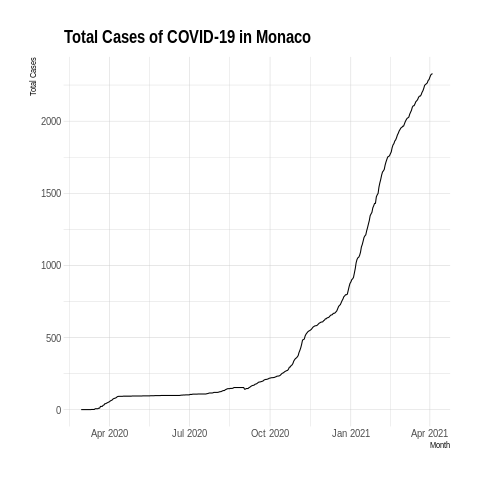 Total Cases of COVID-19 in Monaco
Total Cases
2000
1500
1000
500
0
Apr 2020 Jul 2020 Oct 2020 Jan 2021 Apr 2021
Month